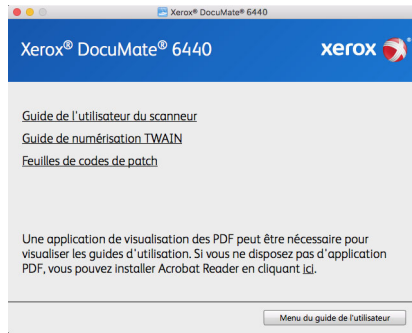 Xerox® DocuMate® 6440
Xerox® DocuMate® 6440
xerox
Guide de l'utilisateur du scanneur
Guide de numérisation TWAIN
Feuilles de codes de patch
Une application de visualisation des PDF peut être nécessaire pour
visualiser les guides d'utilisation. Si vous ne disposez pas d'application
PDF, vous pouvez installer Acrobat Reader en cliquant ici.
Menu du guide de l'utilisateur